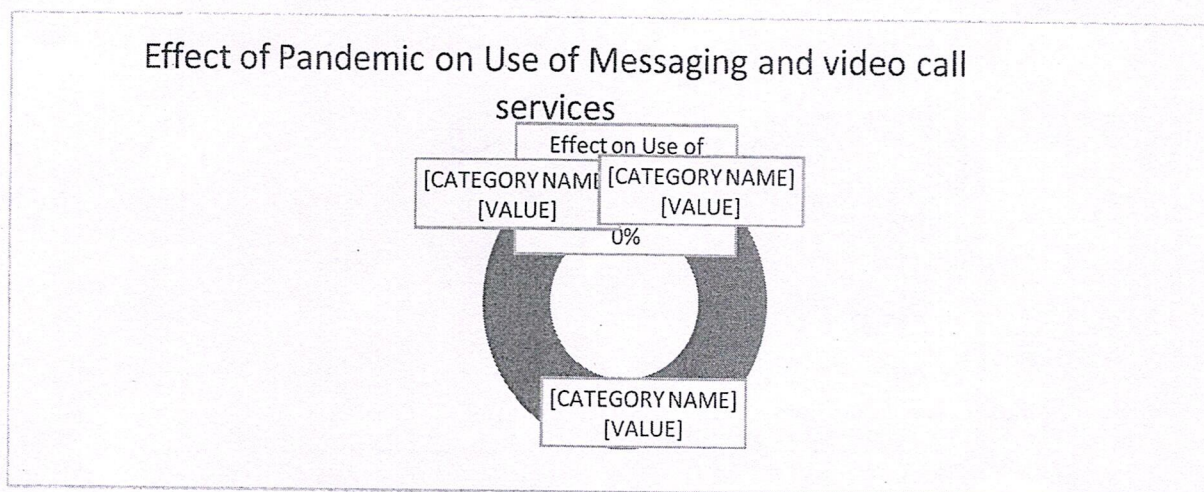 Effect of Pandemic on Use of Messaging and video call
services
Effect on Use of
[CATEGORY NAME]
[VALUE]
[CATEGORY NAME]
[VALUE]
0%
[CATEGORY NAME]
[VALUE]